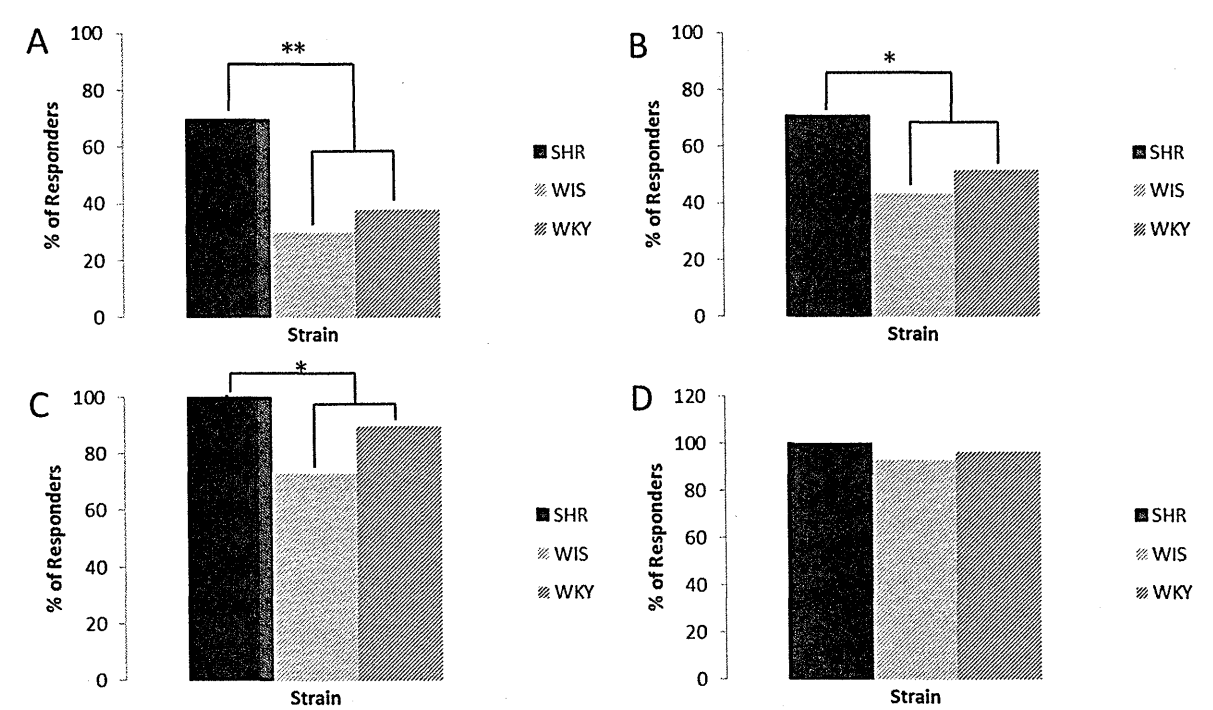 A
% of Responders
100
80
60
40
20
0
**
Strain
SHR
WIS
WKY
B
% of Responders
100
80
60
40
20
0
*
Strain
SHR
WIS
WKY
C
% of Responders
100
80
60
40
20
0
*
Strain
SHR
WIS
WKY
D
% of Responders
120
100
80
60
40
20
0
Strain
SHR
WIS
WKY